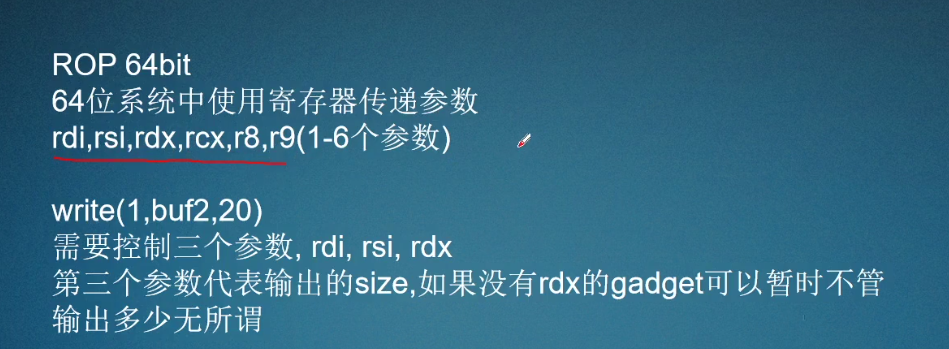 ROP 64bit
64位系统中使用寄存器传递参数
rdi,rsi,rdx,rcx,r8,r9(1-6个参数)
write(1,buf2,20)
需要控制三个参数, rdi, rsi, rdx
第三个参数代表输出的size,如果没有rdx的gadget可以暂时不管
输出多少无所谓